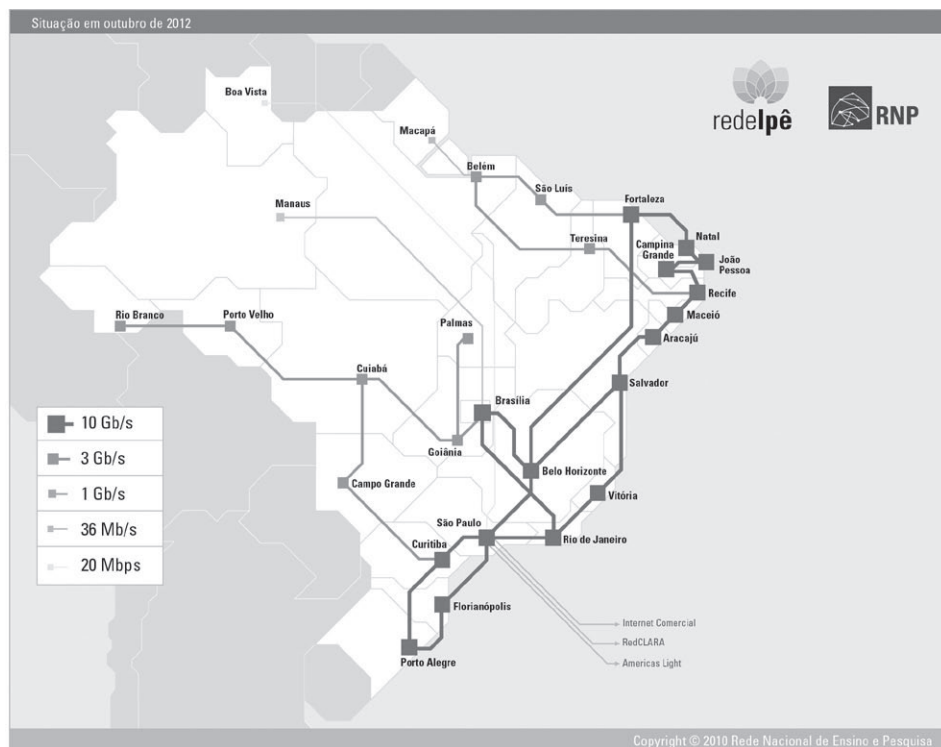 Situação em outubro de 2012
redeIpê
RNP
Boa Vista
Macapá
Belém
São Luís
Fortaleza
Manaus
Teresina
Natal
Campina
Grande
João
Pessoa
Recife
Maceió
Aracajú
Rio Branco
Porto Velho
Palmas
Cuiabá
Salvador
Brasília
10 Gb/s
3 Gb/s
1 Gb/s
36 Mb/s
20 Mbps
Goiânia
Belo Horizonte
Campo Grande
Vitória
São Paulo
Rio de Janeiro
Curitiba
Florianópolis
Porto Alegre
Internet Comercial
RedCLARA
Americas Light
Copyright © 2010 Rede Nacional de Ensino e Pesquisa